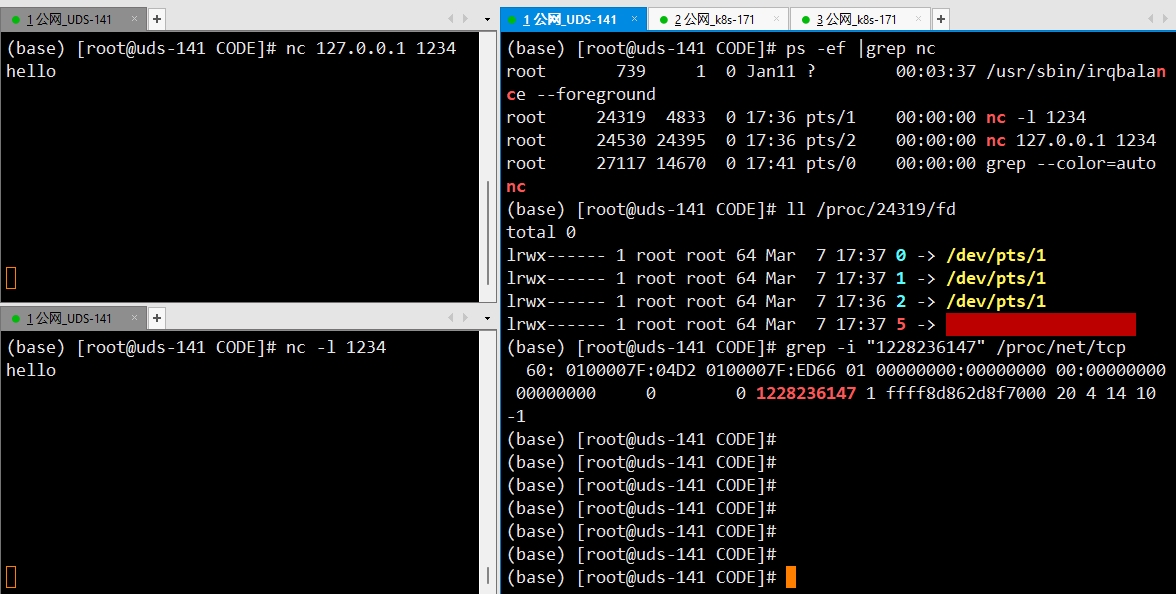 1 公网_UDS-141 × +
(base) [root@uds-141 CODE]# nc 127.0.0.1 1234
hello
1 公网_UDS-141 × +
(base) [root@uds-141 CODE]# nc -l 1234
hello
1 公网_UDS-141 × 2 公网_k8s-171 × 3 公网_k8s-171 × +
(base) [root@uds-141 CODE]# ps -ef |grep nc
root       739     1  0 Jan11 ?        00:03:37 /usr/sbin/irqbalan
ce --foreground
root     24319  4833  0 17:36 pts/1    00:00:00 nc -l 1234
root     24530 24395  0 17:36 pts/2    00:00:00 nc 127.0.0.1 1234
root     27117 14670  0 17:41 pts/0    00:00:00 grep --color=auto
nc
(base) [root@uds-141 CODE]# ll /proc/24319/fd
total 0
lrwx------ 1 root root 64 Mar  7 17:37 0 -> /dev/pts/1
lrwx------ 1 root root 64 Mar  7 17:37 1 -> /dev/pts/1
lrwx------ 1 root root 64 Mar  7 17:36 2 -> /dev/pts/1
lrwx------ 1 root root 64 Mar  7 17:37 5 ->
(base) [root@uds-141 CODE]# grep -i "1228236147" /proc/net/tcp
  60: 0100007F:04D2 0100007F:ED66 01 00000000:00000000 00:00000000
 00000000     0        0 1228236147 1 ffff8d862d8f7000 20 4 14 10
-1
(base) [root@uds-141 CODE]#
(base) [root@uds-141 CODE]#
(base) [root@uds-141 CODE]#
(base) [root@uds-141 CODE]#
(base) [root@uds-141 CODE]#
(base) [root@uds-141 CODE]#
(base) [root@uds-141 CODE]#